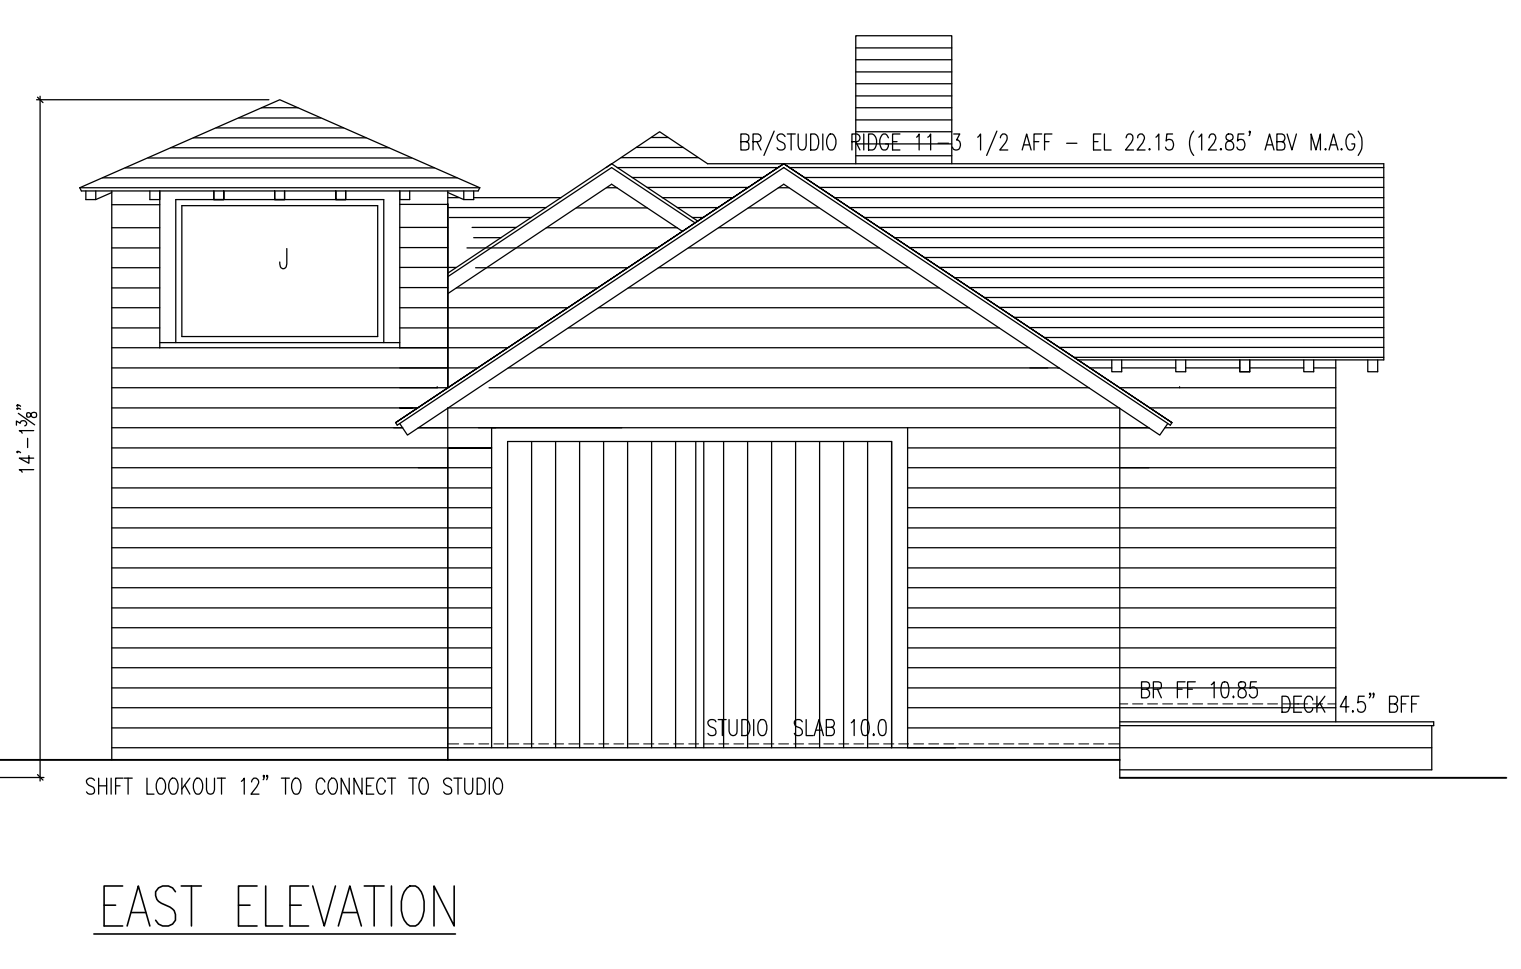 BR/STUDIO RIDGE 11-3 1/2 AFF - EL 22.15 (12.85' ABV M.A.G)
J
14'-1⅜"
BR FF 10.85
DECK 4.5" BFF
STUDIO SLAB 10.0
SHIFT LOOKOUT 12" TO CONNECT TO STUDIO
EAST ELEVATION